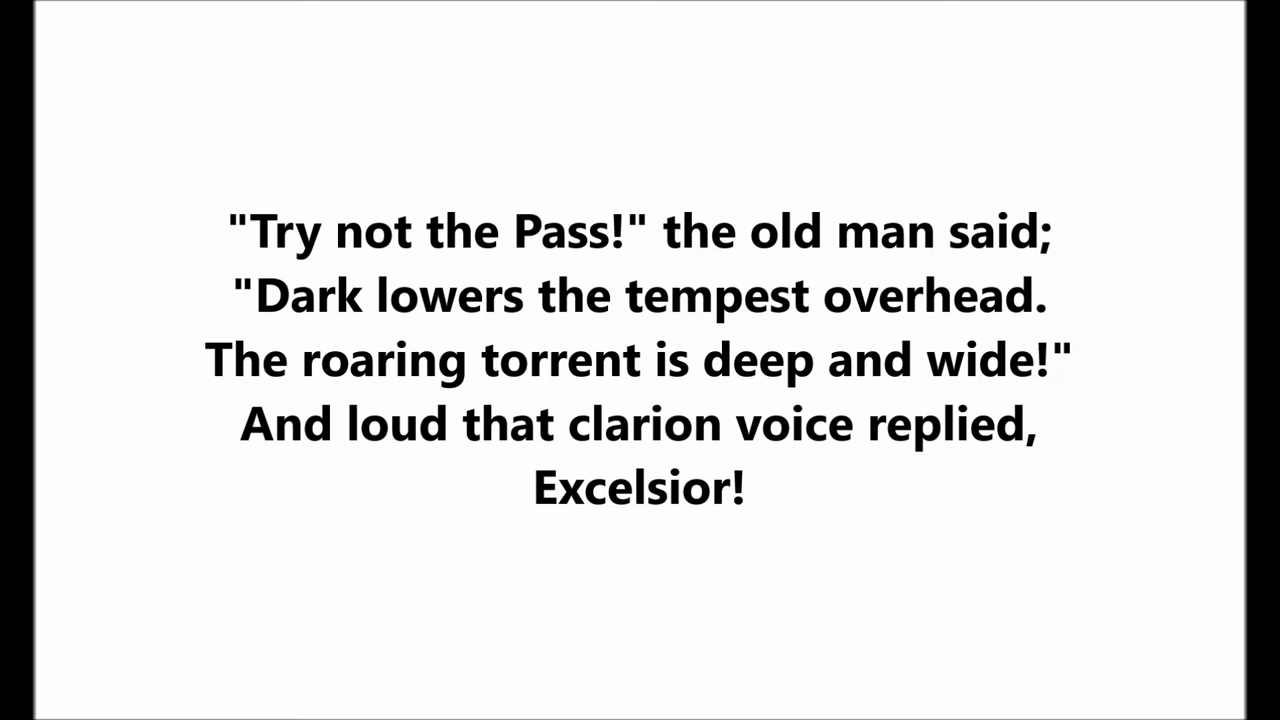 "Try not the Pass!" the old man said;
"Dark lowers the tempest overhead.
The roaring torrent is deep and wide!"
And loud that clarion voice replied,
Excelsior!